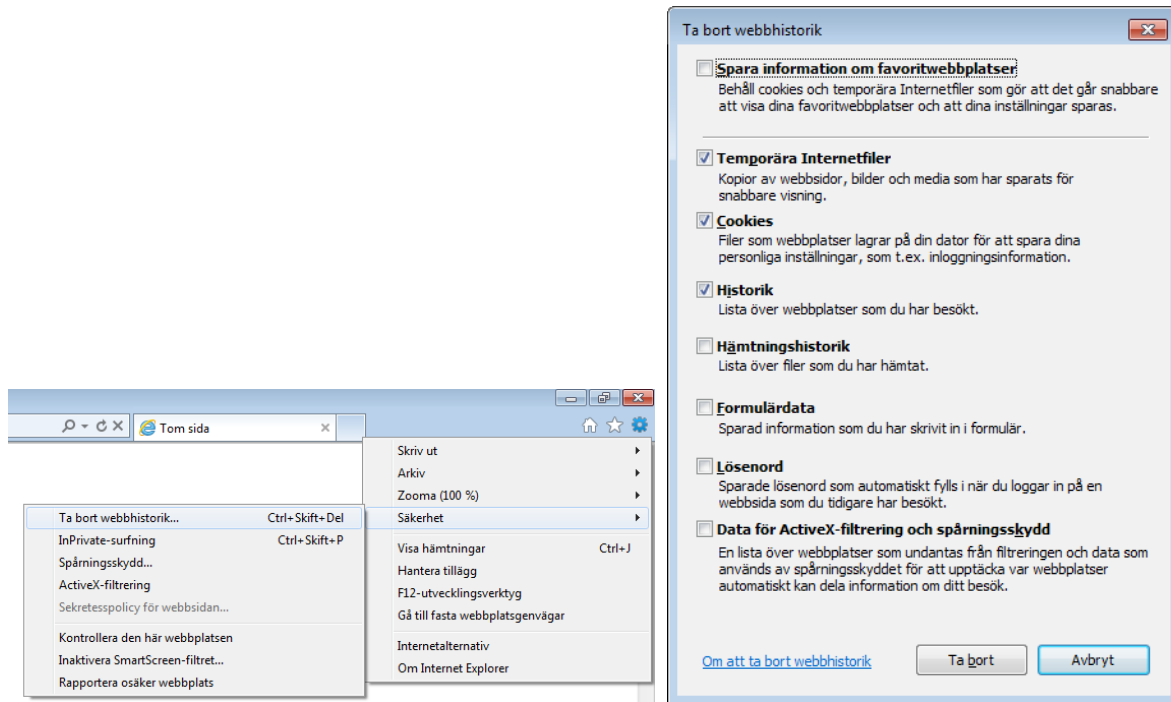 Tom sida
Skriv ut
Arkiv
Zooma (100 %)
Säkerhet
Visa hämtningar Ctrl+J
Hantera tillägg
F12-utvecklingsverktyg
Gå till fasta webbplatsgenvägar
Internetalternativ
Om Internet Explorer
Ta bort webbhistorik... Ctrl+Skift+Del
InPrivate-surfning Ctrl+Skift+P
Spårningsskydd...
ActiveX-filtrering
Sekretesspolicy för webbsidan...
Kontrollera den här webbplatsen
Inaktivera SmartScreen-filtret...
Rapportera osäker webbplats
Ta bort webbhistorik
Spara information om favoritwebbplatser
Behåll cookies och temporära Internetfiler som gör att det går snabbare
att visa dina favoritwebbplatser och att dina inställningar sparas.
Temporära Internetfiler
Kopior av webbsidor, bilder och media som har sparats för
snabbare visning.
Cookies
Filer som webbplatser lagrar på din dator för att spara dina
personliga inställningar, som t.ex. inloggningsinformation.
Historik
Lista över webbplatser som du har besökt.
Hämtningshistorik
Lista över filer som du har hämtat.
Formulärdata
Sparad information som du har skrivit in i formulär.
Lösenord
Sparade lösenord som automatiskt fylls i när du loggar in på en
webbsida som du tidigare har besökt.
Data för ActiveX-filtrering och spårningsskydd
En lista över webbplatser som undantas från filtreringen och data som
används av spårningsskyddet för att upptäcka var webbplatser
automatiskt kan dela information om ditt besök.
Om att ta bort webbhistorik
Ta bort
Avbryt